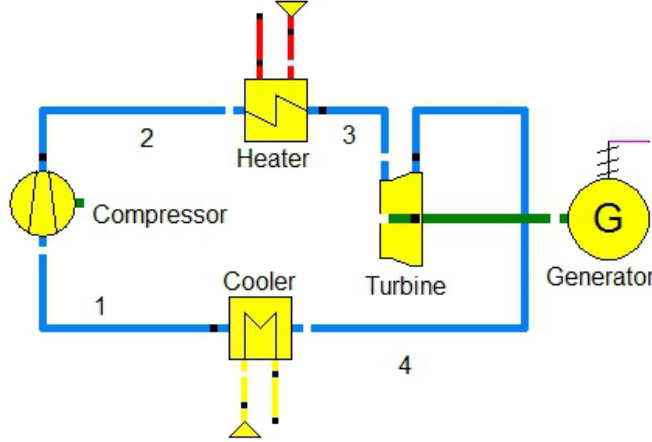 2
3
Heater
Compressor
G
Cooler
Turbine
Generator
1
4